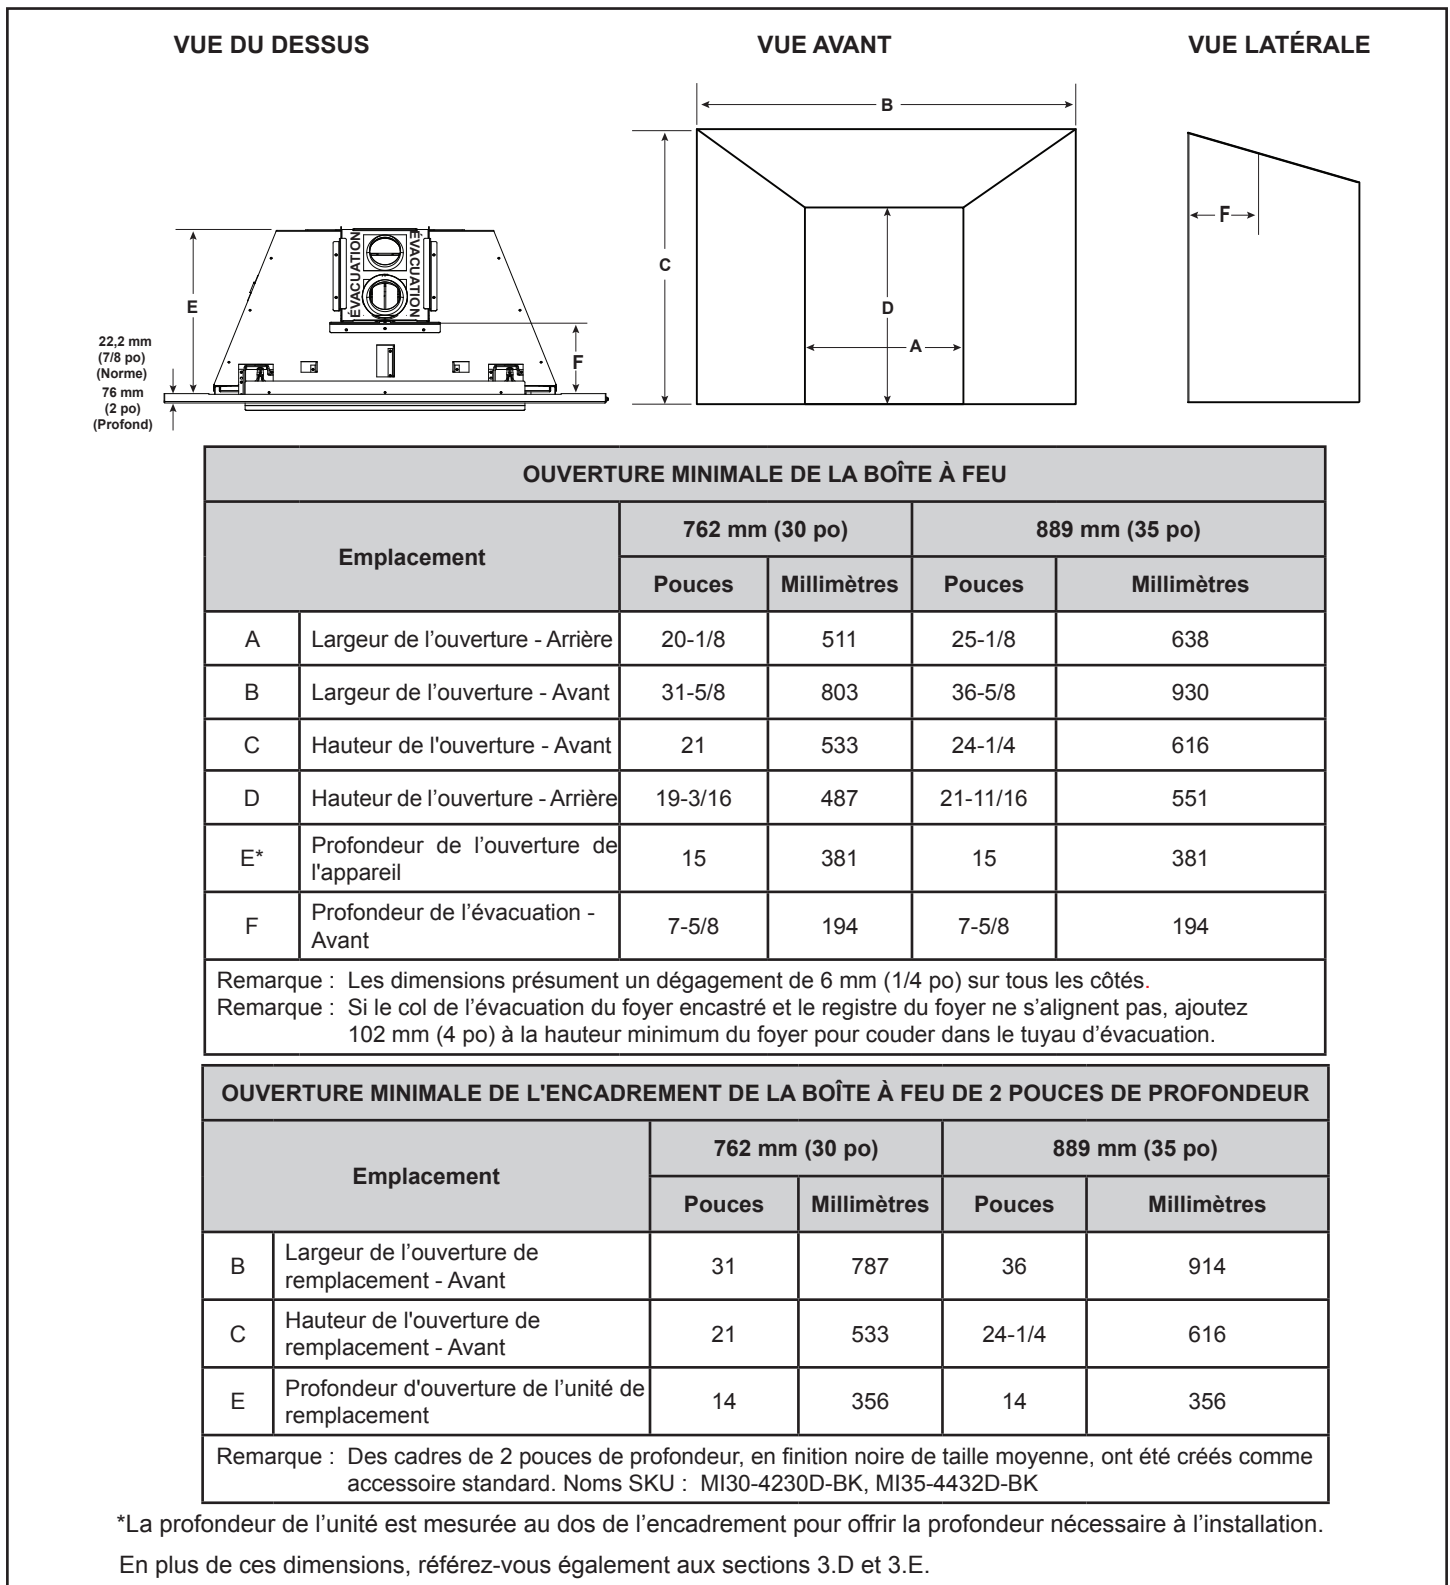 VUE DU DESSUS
VUE AVANT
VUE LATÉRALE
ÉVACUATION
ÉVACUATION
E
F
22,2 mm
(7/8 po)
(Norme)
76 mm
(2 po)
(Profond)
B
C
D
A
F
OUVERTURE MINIMALE DE LA BOÎTE À FEU
Emplacement
762 mm (30 po)
889 mm (35 po)
Pouces
Millimètres
Pouces
Millimètres
A Largeur de l’ouverture - Arrière 20-1/8 511 25-1/8 638
B Largeur de l’ouverture - Avant 31-5/8 803 36-5/8 930
C Hauteur de l'ouverture - Avant 21 533 24-1/4 616
D Hauteur de l’ouverture - Arrière 19-3/16 487 21-11/16 551
E* Profondeur de l’ouverture de
l'appareil 15 381 15 381
F Profondeur de l’évacuation -
Avant 7-5/8 194 7-5/8 194
Remarque : Les dimensions présument un dégagement de 6 mm (1/4 po) sur tous les côtés.
Remarque : Si le col de l’évacuation du foyer encastré et le registre du foyer ne s’alignent pas, ajoutez
102 mm (4 po) à la hauteur minimum du foyer pour couder dans le tuyau d’évacuation.
OUVERTURE MINIMALE DE L'ENCADREMENT DE LA BOÎTE À FEU DE 2 POUCES DE PROFONDEUR
Emplacement
762 mm (30 po)
889 mm (35 po)
Pouces
Millimètres
Pouces
Millimètres
B Largeur de l’ouverture de
remplacement - Avant 31 787 36 914
C Hauteur de l'ouverture de
remplacement - Avant 21 533 24-1/4 616
E Profondeur d'ouverture de l’unité de
remplacement 14 356 14 356
Remarque : Des cadres de 2 pouces de profondeur, en finition noire de taille moyenne, ont été créés comme
accessoire standard. Noms SKU : MI30-4230D-BK, MI35-4432D-BK
*La profondeur de l’unité est mesurée au dos de l’encadrement pour offrir la profondeur nécessaire à l’installation.
En plus de ces dimensions, référez-vous également aux sections 3.D et 3.E.